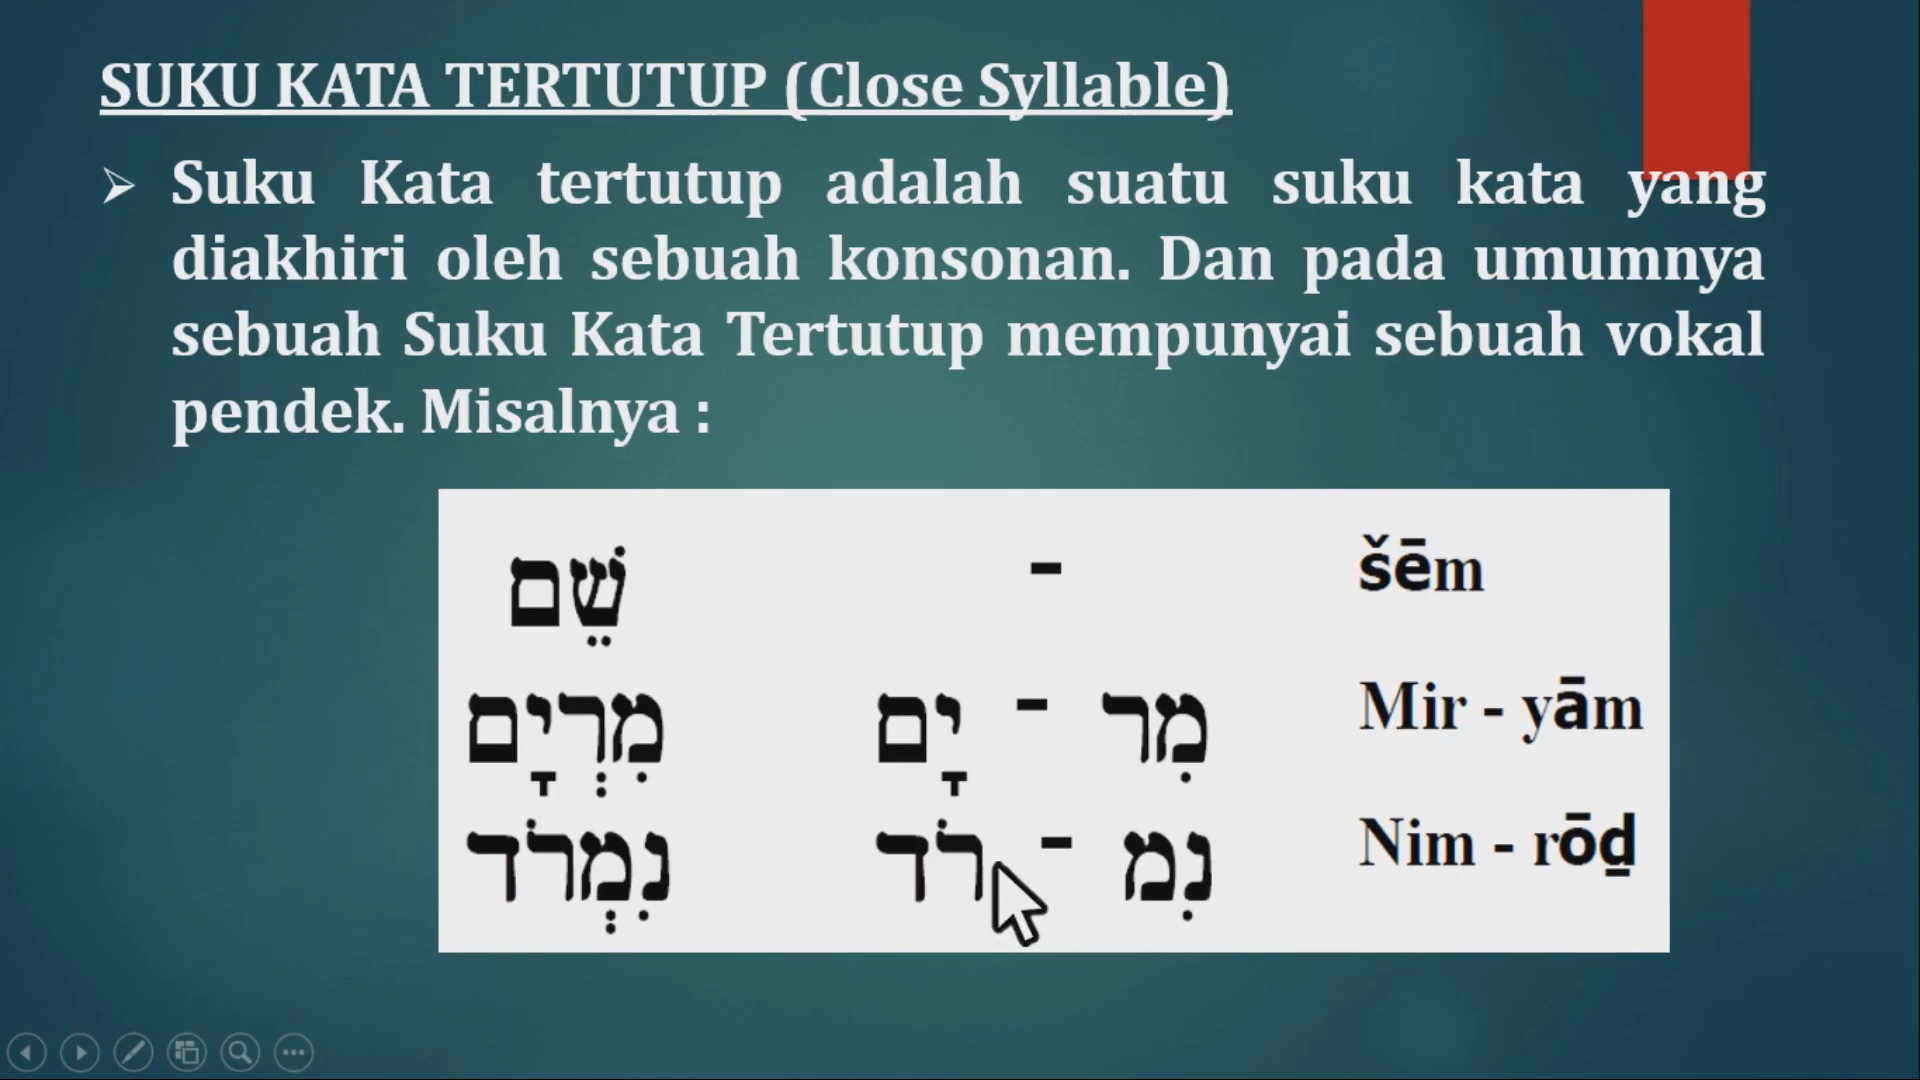 SUKU KATA TERTUTUP (Close Syllable)
➢ Suku Kata tertutup adalah suatu suku kata yang
diakhiri oleh sebuah konsonan. Dan pada umumnya
sebuah Suku Kata Tertutup mempunyai sebuah vokal
pendek. Misalnya :
שֵׁם - šēm
מִרְיָם מִר - יָם Mir - yām
נִמְרֹד נִמ - רֹד Nim - rōḏ